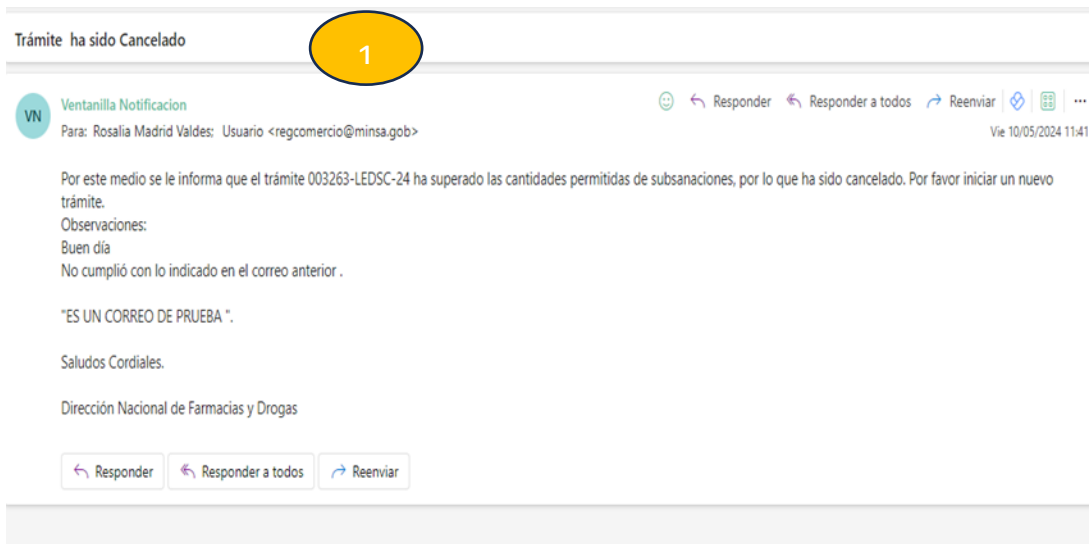 Trámite ha sido Cancelado
1
VN
Ventanilla Notificacion
Responder
Responder a todos
Reenviar
Para: Rosalia Madrid Valdes; Usuario <regcomercio@minsa.gob>
Vie 10/05/2024 11:41
Por este medio se le informa que el trámite 003263-LEDSC-24 ha superado las cantidades permitidas de subsanaciones, por lo que ha sido cancelado. Por favor iniciar un nuevo
trámite.
Observaciones:
Buen día
No cumplió con lo indicado en el correo anterior .
"ES UN CORREO DE PRUEBA ".
Saludos Cordiales.
Dirección Nacional de Farmacias y Drogas
Responder
Responder a todos
Reenviar